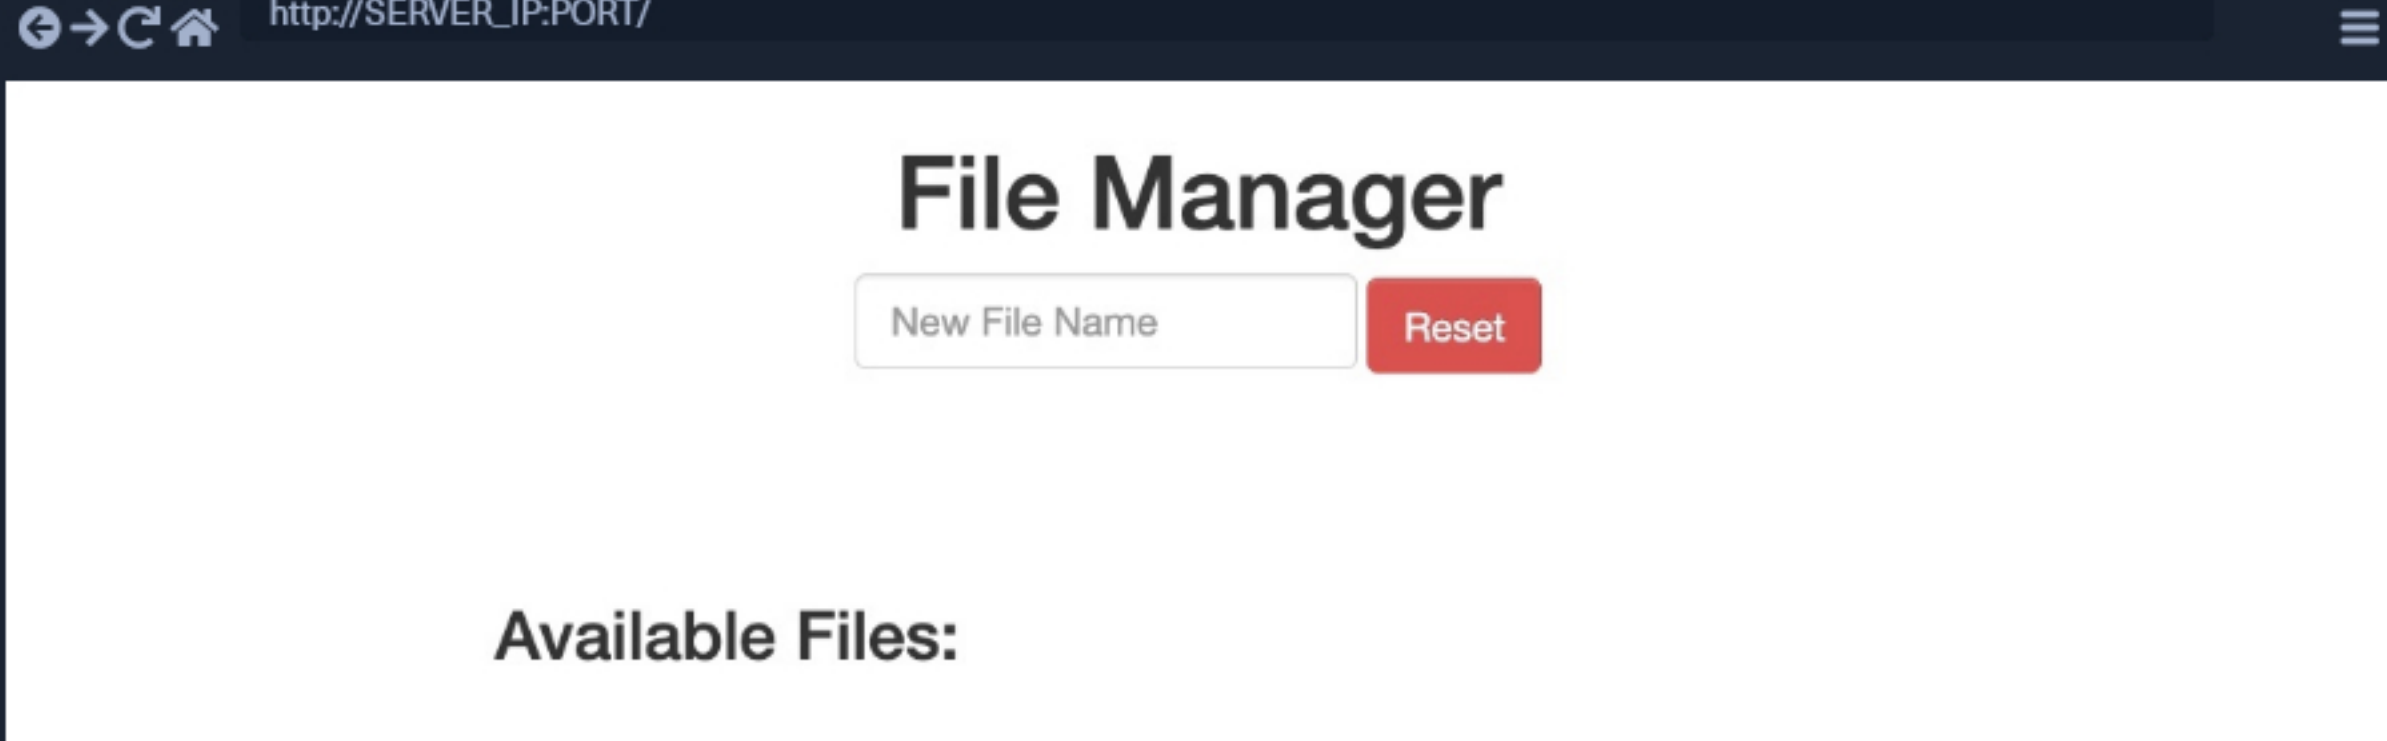 http://SERVER_IP:PORT/
File Manager
New File Name
Reset
Available Files: